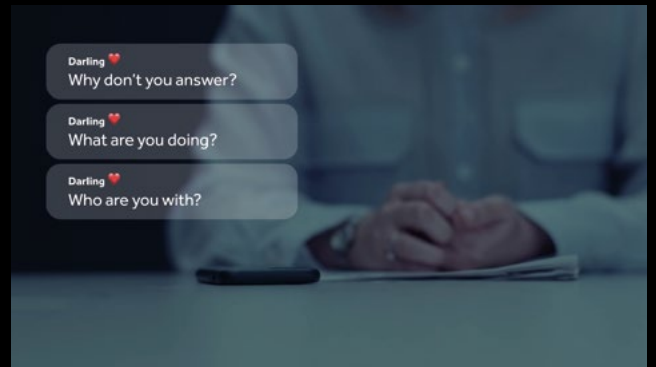 Darling ❤️
Why don't you answer?
Darling ❤️
What are you doing?
Darling ❤️
Who are you with?